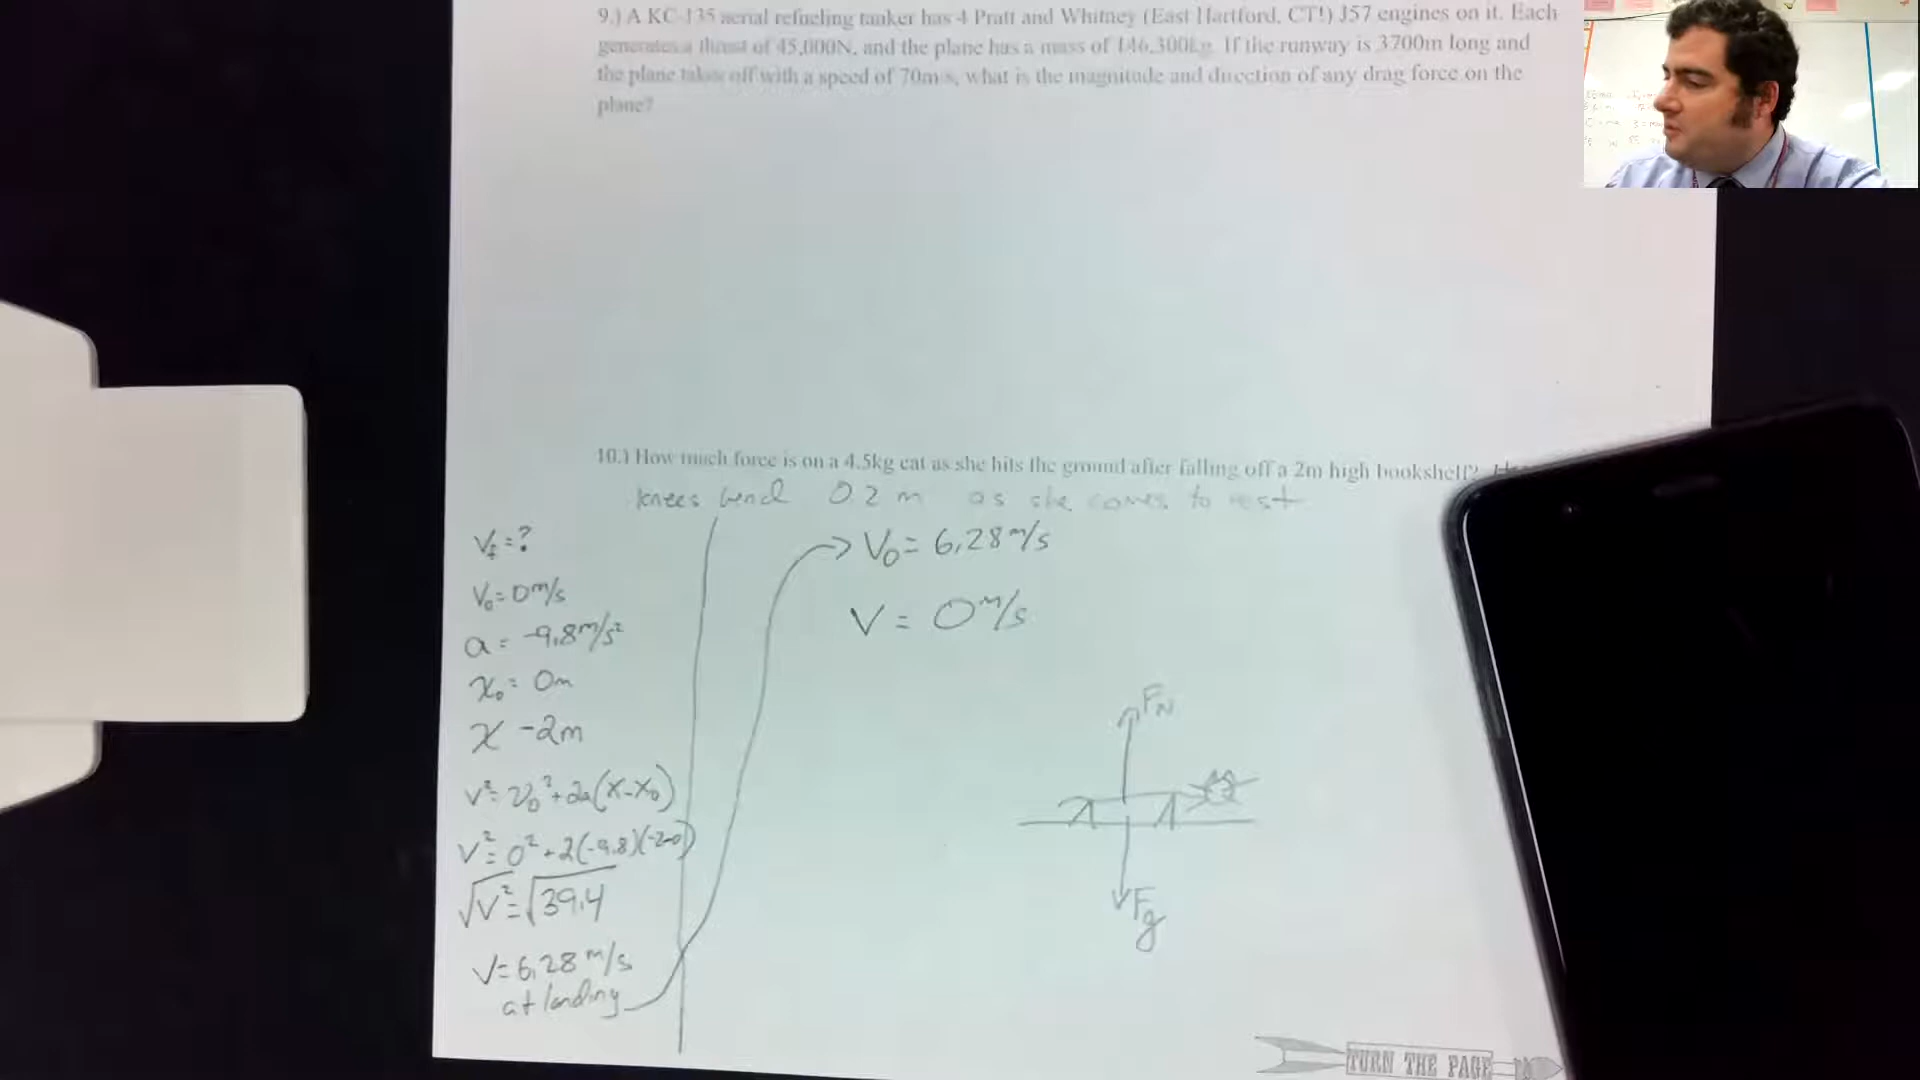 9.) A KC-135 aerial refueling tanker has 4 Pratt and Whitney (East Hartford, CT!) J57 engines on it. Each
generates a thrust of 45,000N, and the plane has a mass of 146,300kg. If the runway is 3700m long and
the plane takes off with a speed of 70m/s, what is the magnitude and direction of any drag force on the
plane?
10.) How much force is on a 4.5kg cat as she hits the ground after falling off a 2m high bookshelf?
knees bend 0.2 m as she comes to rest
Vf=?
V₀=0m/s
a=-9.8m/s²
x₀=0m
x -2m
v²=v₀²+2a(x-x₀)
v²=0²+2(-9.8)(-2-0)
√v²=√39.4
V=6.28 m/s
at landing
V₀=6.28m/s
V=0m/s
FN
Fg
TURN THE PAGE